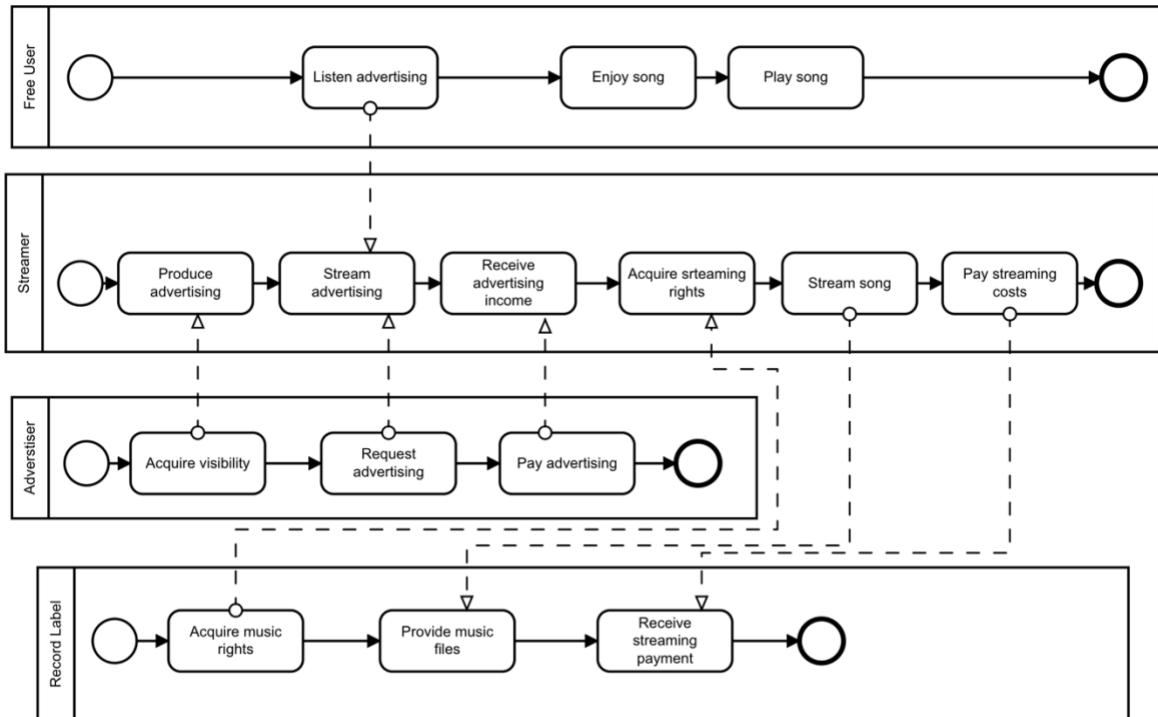 Free User
Listen advertising
Enjoy song
Play song
Streamer
Produce
advertising
Stream
advertising
Receive
advertising
income
Acquire srteaming
rights
Stream song
Pay streaming
costs
Adverstiser
Acquire visibility
Request
advertising
Pay advertising
Record Label
Acquire music
rights
Provide music
files
Receive
streaming
payment